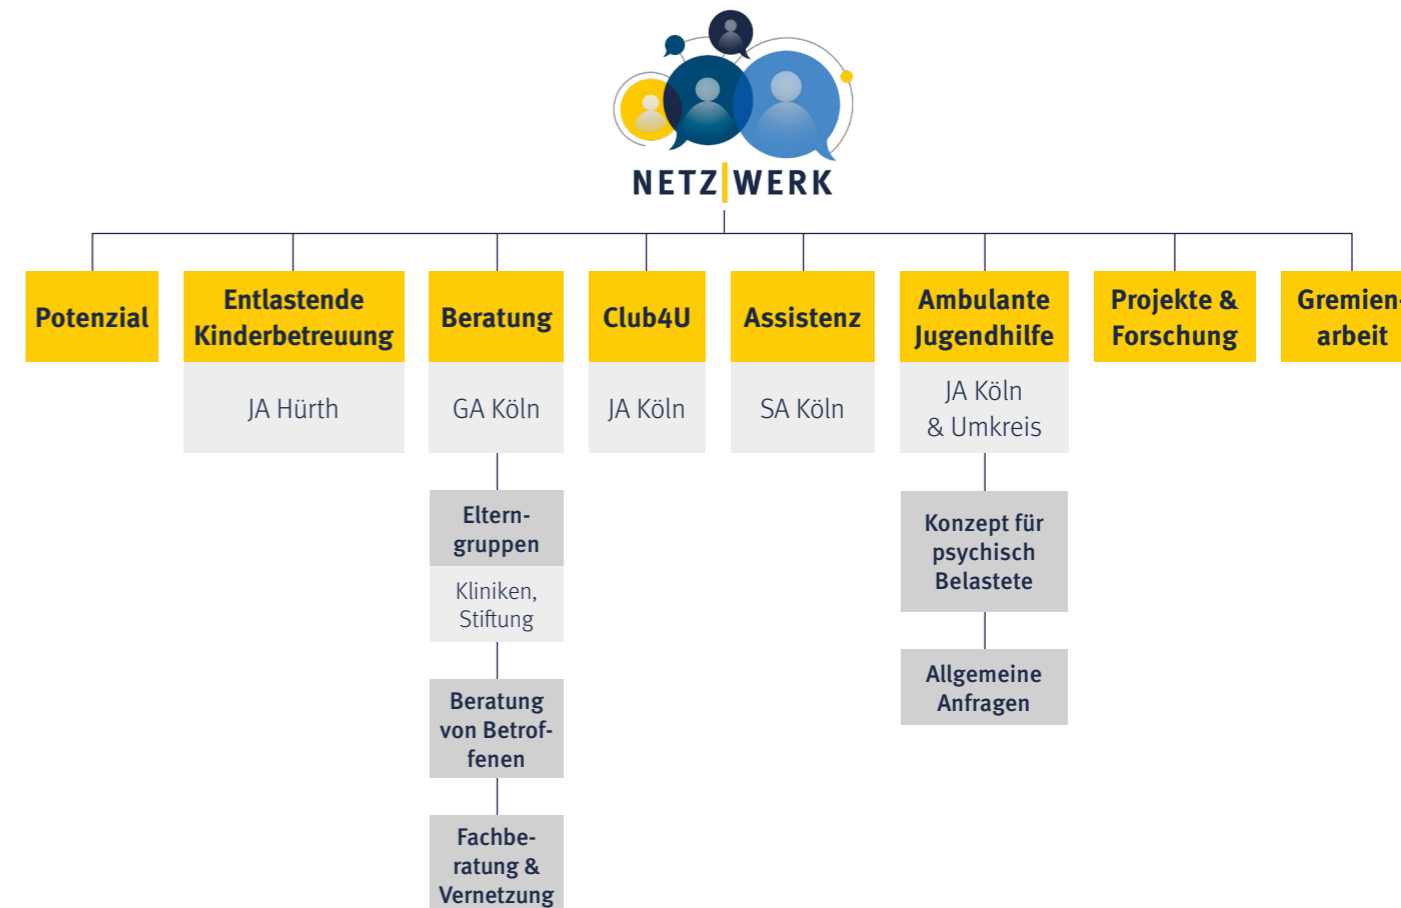 NETZ|WERK
Potenzial
Entlastende
Kinderbetreuung
JA Hürth
Beratung
GA Köln
Eltern-
gruppen
Kliniken,
Stiftung
Beratung
von Betrof-
fenen
Fachbe-
ratung &
Vernetzung
Club4U
JA Köln
Assistenz
SA Köln
Ambulante
Jugendhilfe
JA Köln
& Umkreis
Konzept für
psychisch
Belastete
Allgemeine
Anfragen
Projekte &
Forschung
Gremien-
arbeit